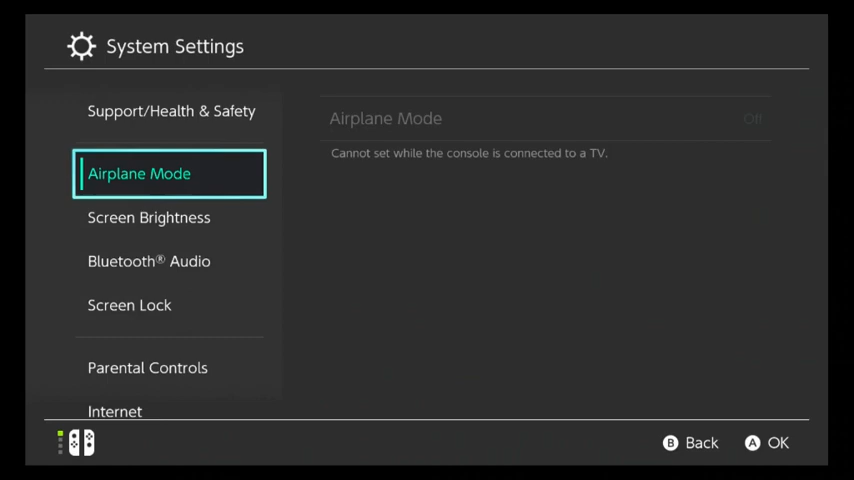 System Settings
Support/Health & Safety
Airplane Mode
Screen Brightness
Bluetooth® Audio
Screen Lock
Parental Controls
Internet
Airplane Mode Off
Cannot set while the console is connected to a TV.
B Back A OK